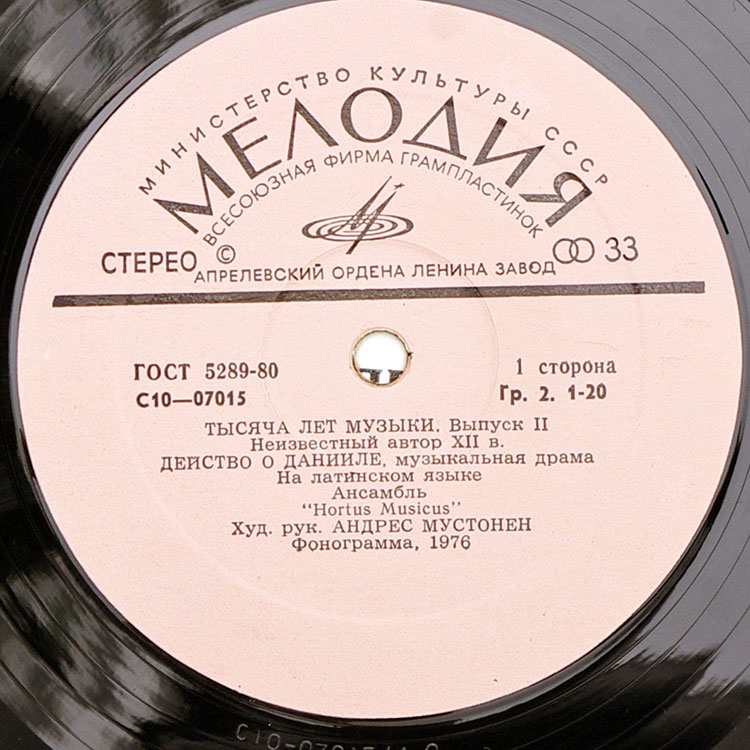 МИНИСТЕРСТВО КУЛЬТУРЫ СССР
МЕЛОДИЯ
ВСЕСОЮЗНАЯ ФИРМА ГРАМПЛАСТИНОК
СТЕРЕО © 33
АПРЕЛЕВСКИЙ ОРДЕНА ЛЕНИНА ЗАВОД
ГОСТ 5289-80 1 сторона
С10—07015 Гр. 2. 1-20
ТЫСЯЧА ЛЕТ МУЗЫКИ. Выпуск II
Неизвестный автор XII в.
ДЕЙСТВО О ДАНИИЛЕ, музыкальная драма
На латинском языке
Ансамбль
"Hortus Musicus"
Худ. рук. АНДРЕС МУСТОНЕН
Фонограмма, 1976